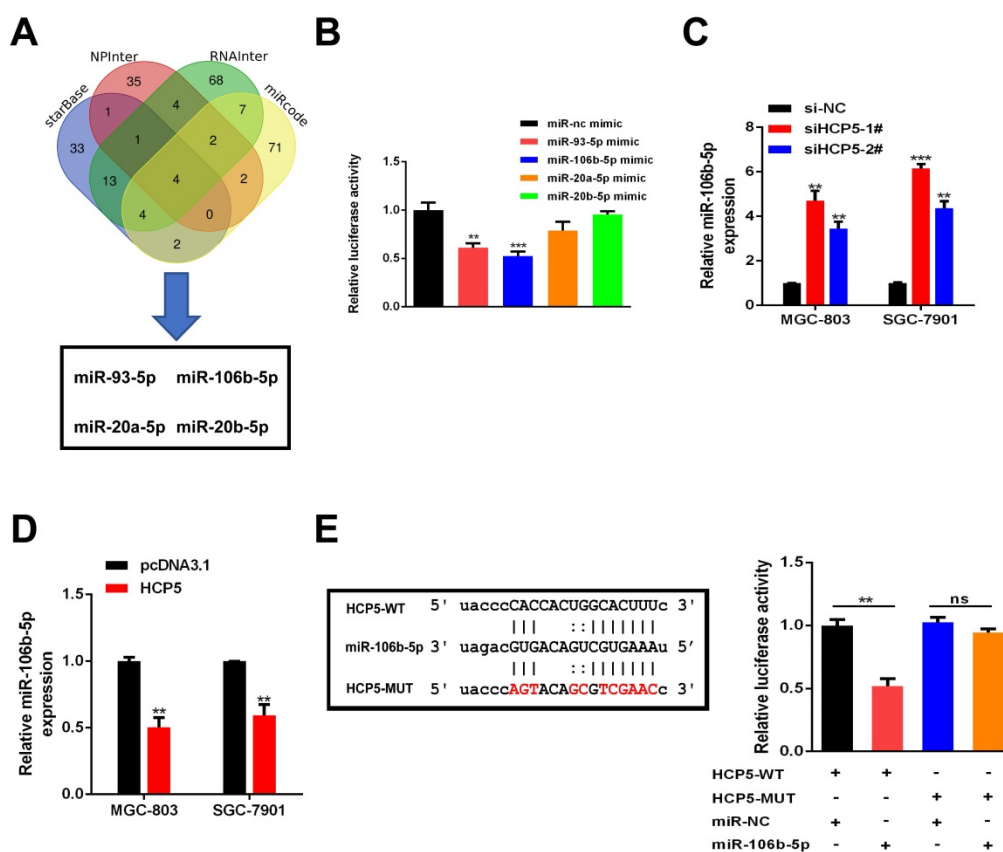 A
NPInter
RNAInter
starBase
miRcode
35
68
1
4
7
33
1
2
71
13
4
2
4
0
2
miR-93-5p miR-106b-5p
miR-20a-5p miR-20b-5p
B
miR-nc mimic
miR-93-5p mimic
miR-106b-5p mimic
miR-20a-5p mimic
miR-20b-5p mimic
Relative luciferase activity
1.5
1.0
0.5
0.0
** ***
C
si-NC
siHCP5-1#
siHCP5-2#
Relative miR-106b-5p
expression
8
6
4
2
0
** ** *** **
MGC-803 SGC-7901
D
pcDNA3.1
HCP5
Relative miR-106b-5p
expression
1.5
1.0
0.5
0.0
** **
MGC-803 SGC-7901
E
HCP5-WT 5' uacccCACCACUGGCACUUUc 3'
||| ::|||||||
miR-106b-5p 3' uagacGUGACAGUCGUGAAAu 5'
||| ::|||||||
HCP5-MUT 5' uacccAGTACAGCGTCGAACc 3'
Relative luciferase activity
1.5
1.0
0.5
0.0
** ns
HCP5-WT + + - -
HCP5-MUT - - + +
miR-NC + - + -
miR-106b-5p - + - +